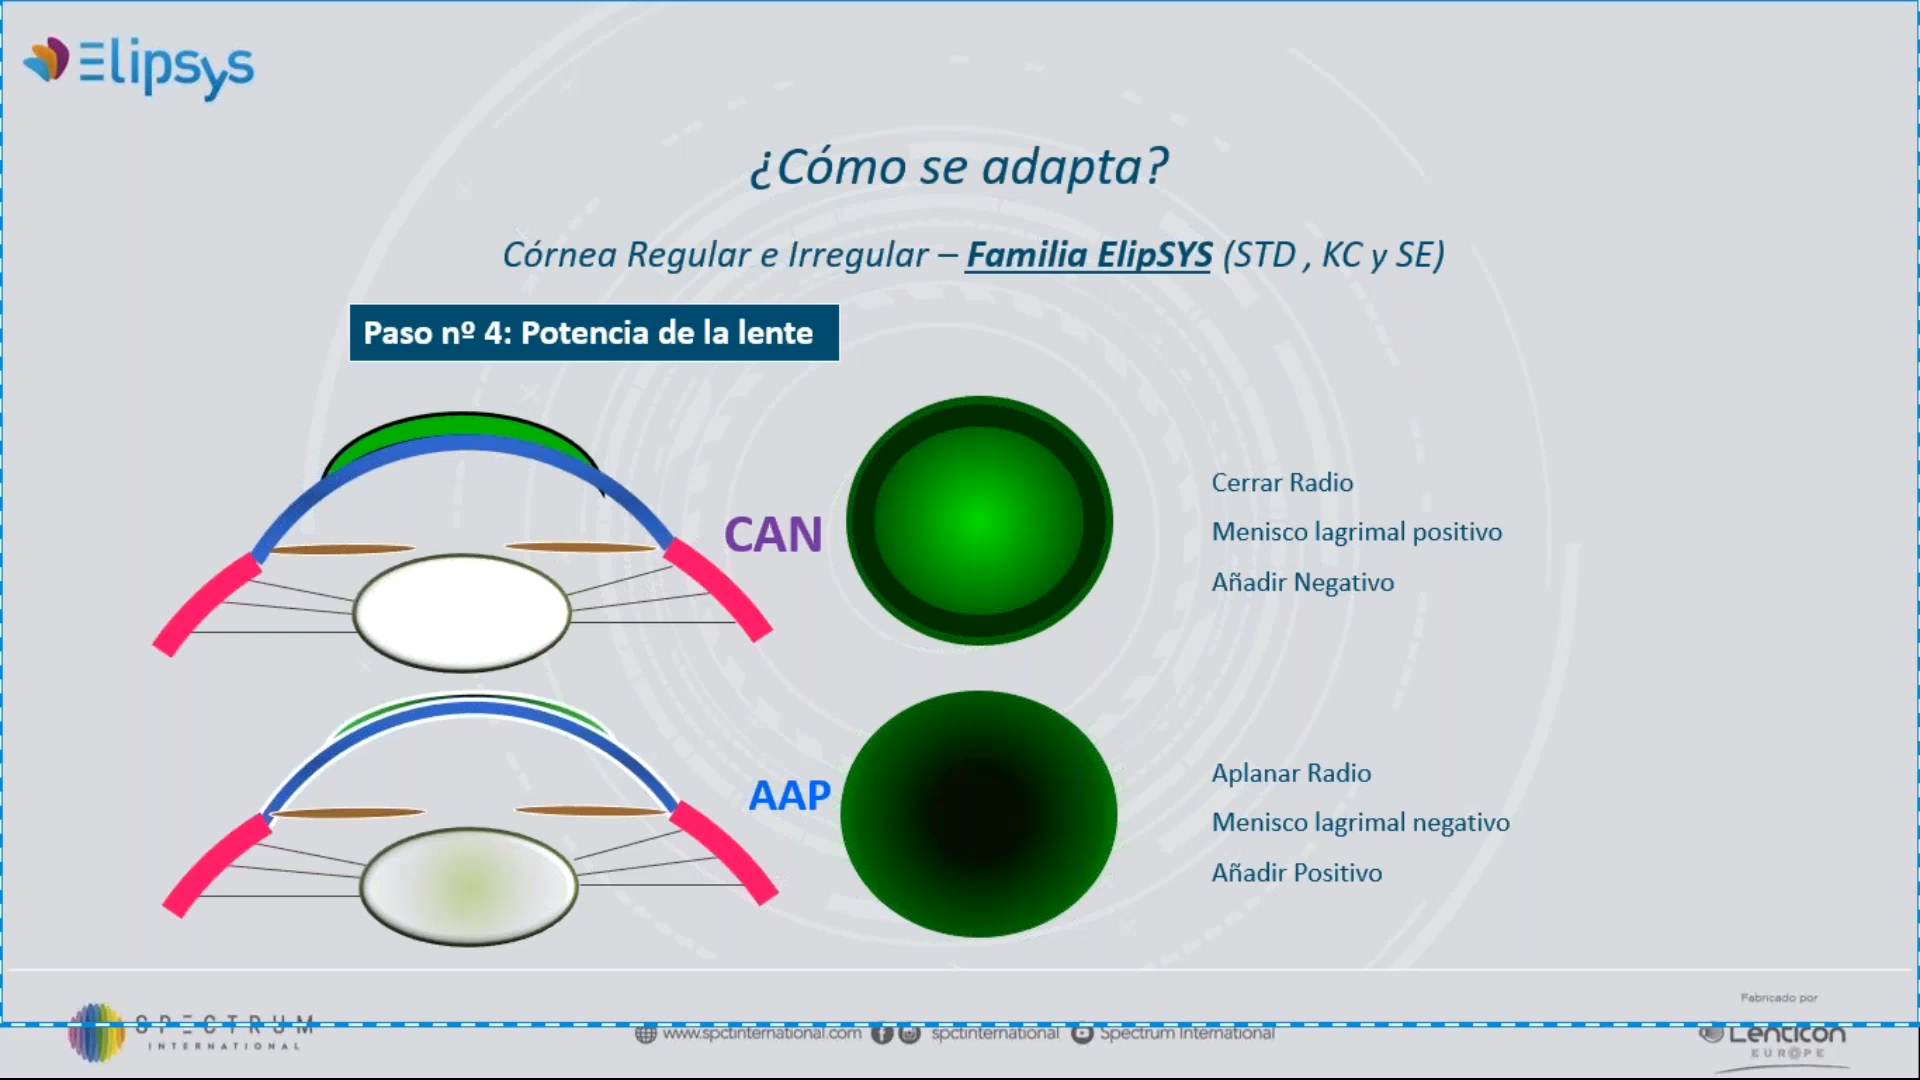 Elipsys
¿Cómo se adapta?
Córnea Regular e Irregular – Familia ElipSYS (STD , KC y SE)
Paso nº 4: Potencia de la lente
CAN
Cerrar Radio
Menisco lagrimal positivo
Añadir Negativo
AAP
Aplanar Radio
Menisco lagrimal negativo
Añadir Positivo
SPECTRUM
INTERNATIONAL
www.spctinternational.com spctinternational Spectrum International
Fabricado por
Lenticon
EUROPE